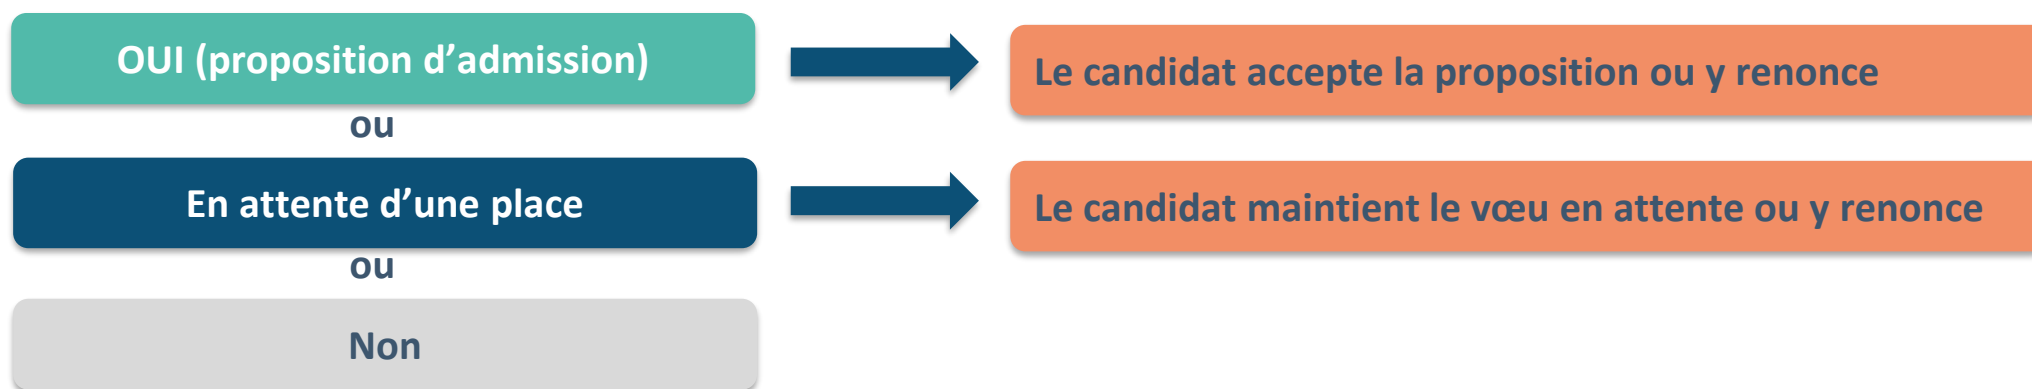 OUI (proposition d’admission)
Le candidat accepte la proposition ou y renonce
ou
En attente d’une place
Le candidat maintient le vœu en attente ou y renonce
ou
Non